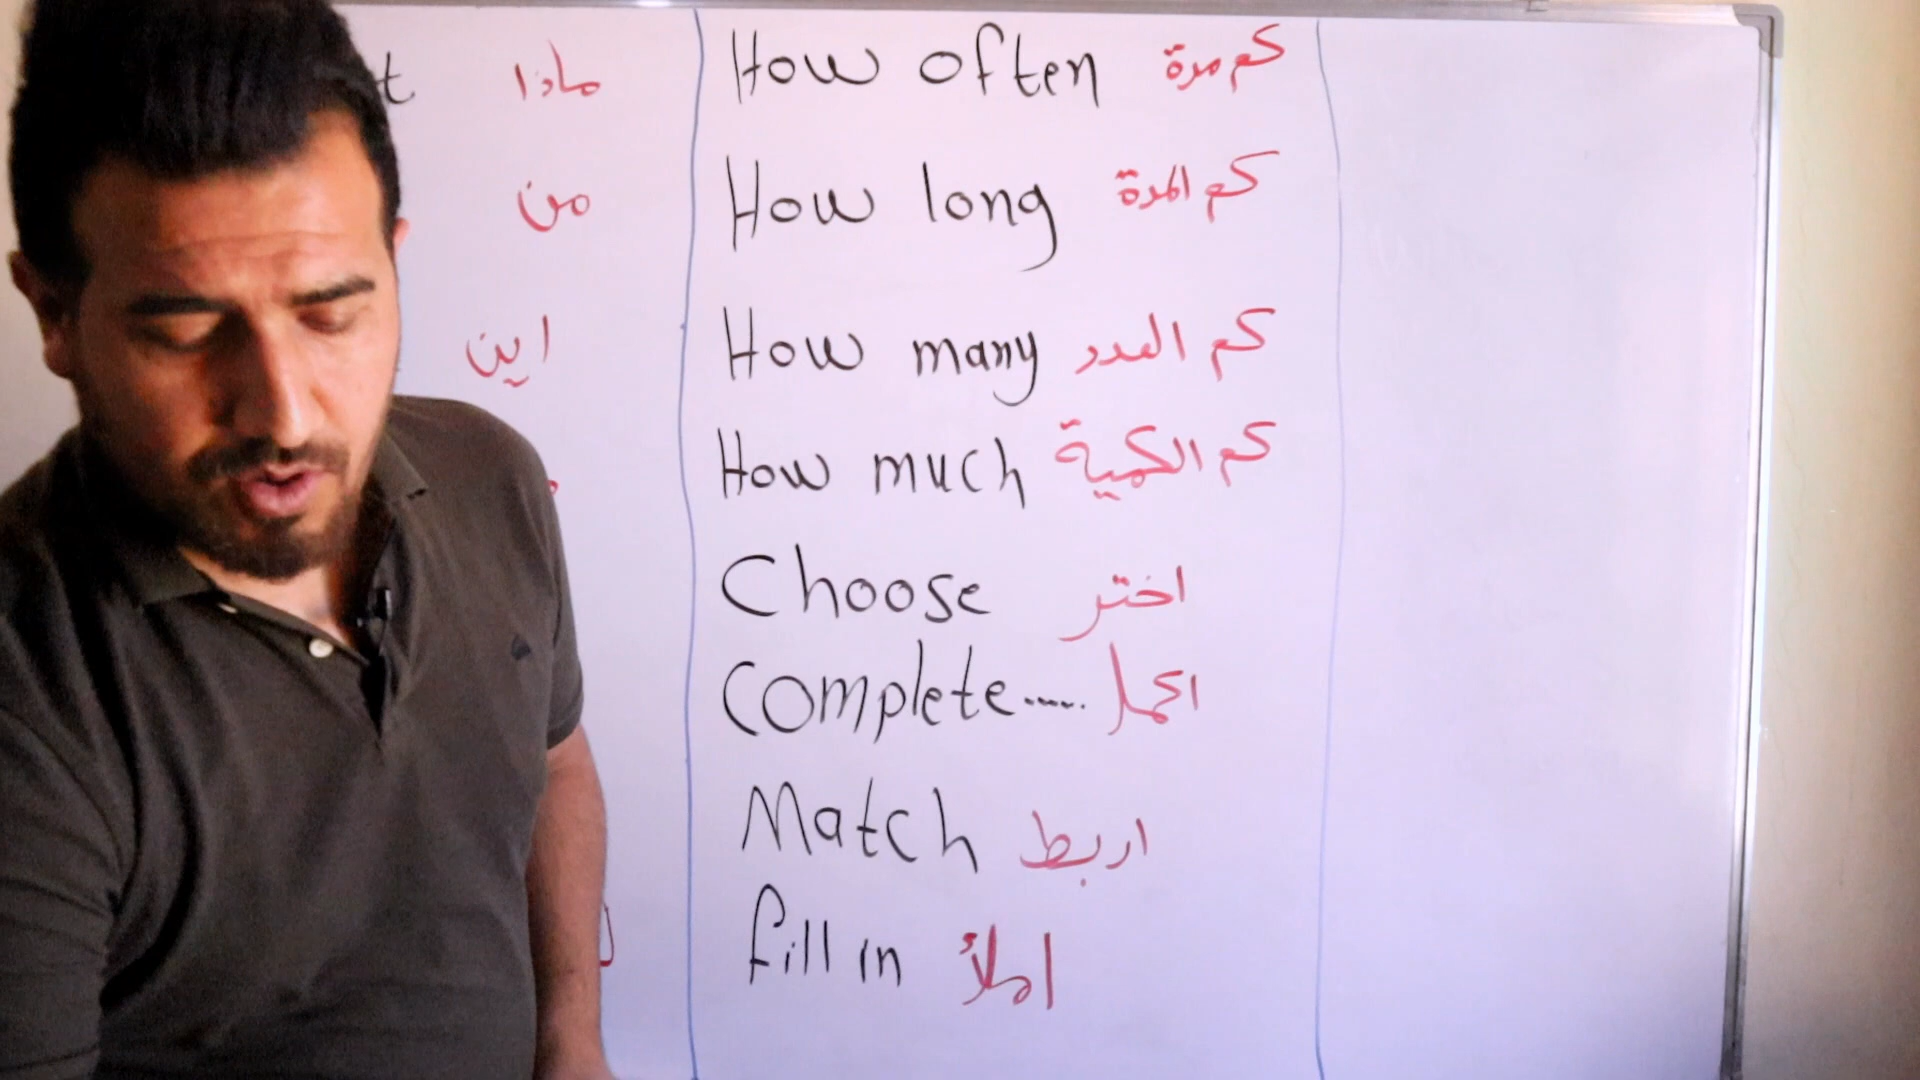 ماذا
من
اين
How often كم مرة
How long كم المدة
How many كم العدد
How much كم الكمية
Choose اختر
Complete..... اكمل
Match اربط
fill in املأ